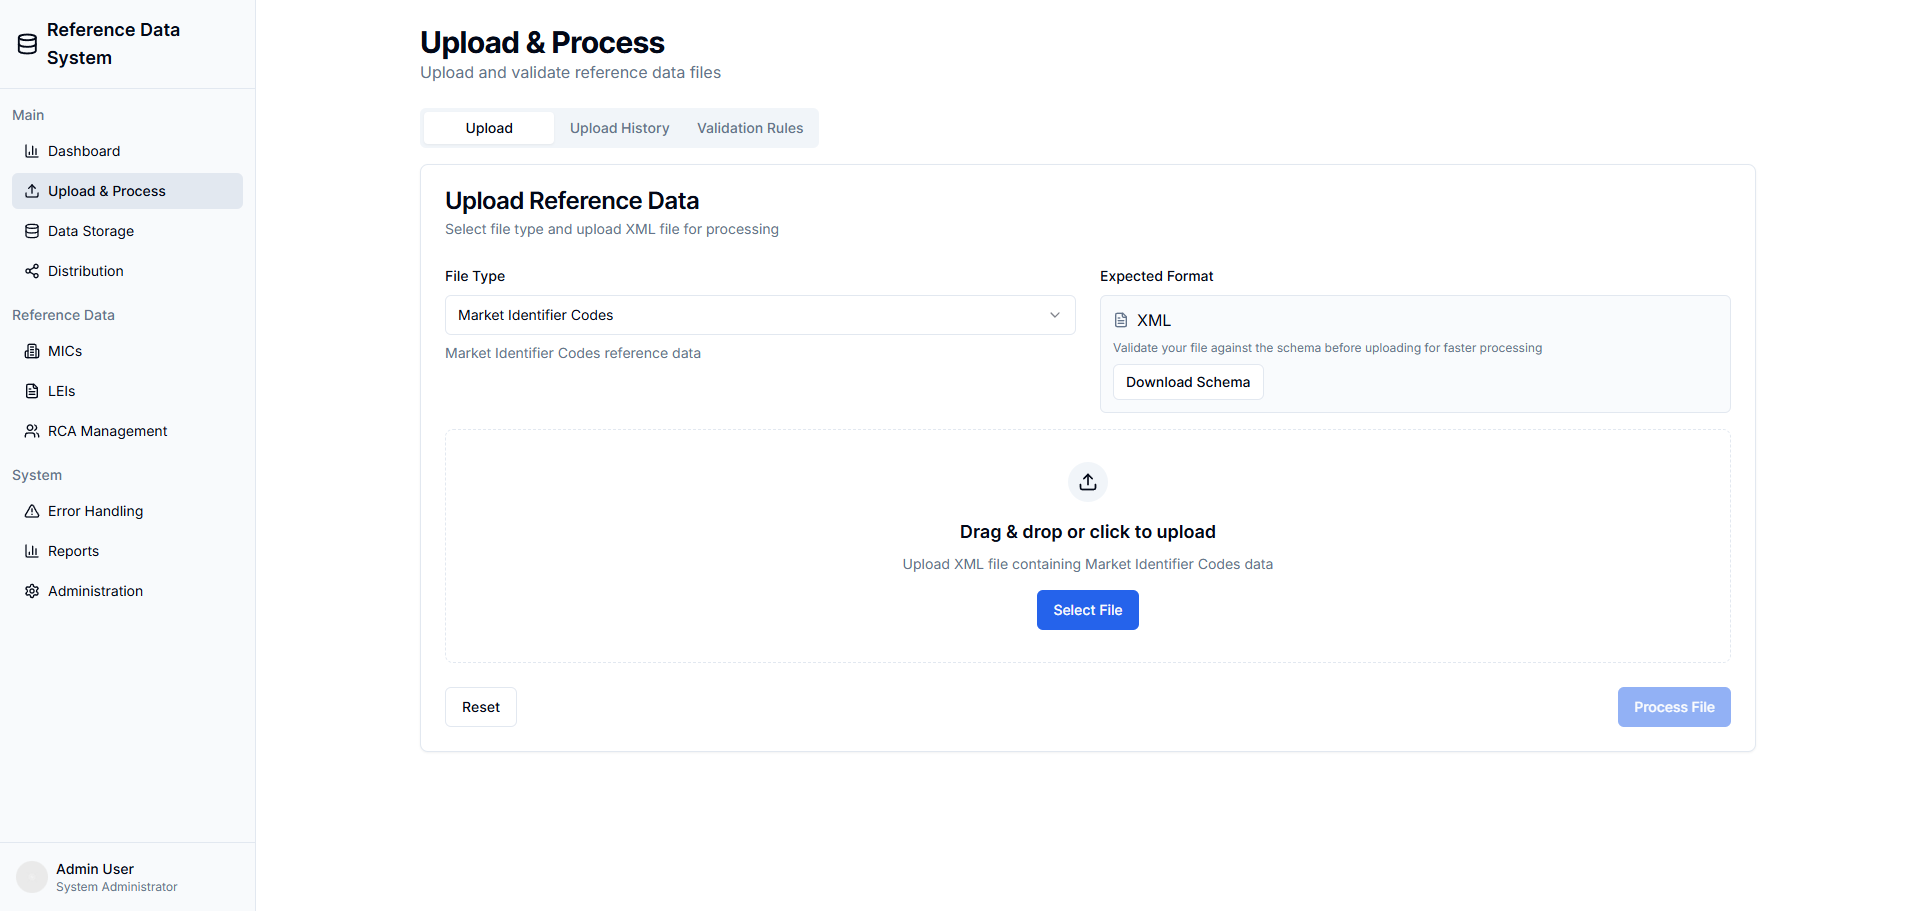 Reference Data
System
Main
Dashboard
Upload & Process
Data Storage
Distribution
Reference Data
MICs
LEIs
RCA Management
System
Error Handling
Reports
Administration
Admin User
System Administrator
Upload & Process
Upload and validate reference data files
Upload
Upload History
Validation Rules
Upload Reference Data
Select file type and upload XML file for processing
File Type
Market Identifier Codes
Market Identifier Codes reference data
Expected Format
XML
Validate your file against the schema before uploading for faster processing
Download Schema
Drag & drop or click to upload
Upload XML file containing Market Identifier Codes data
Select File
Reset
Process File